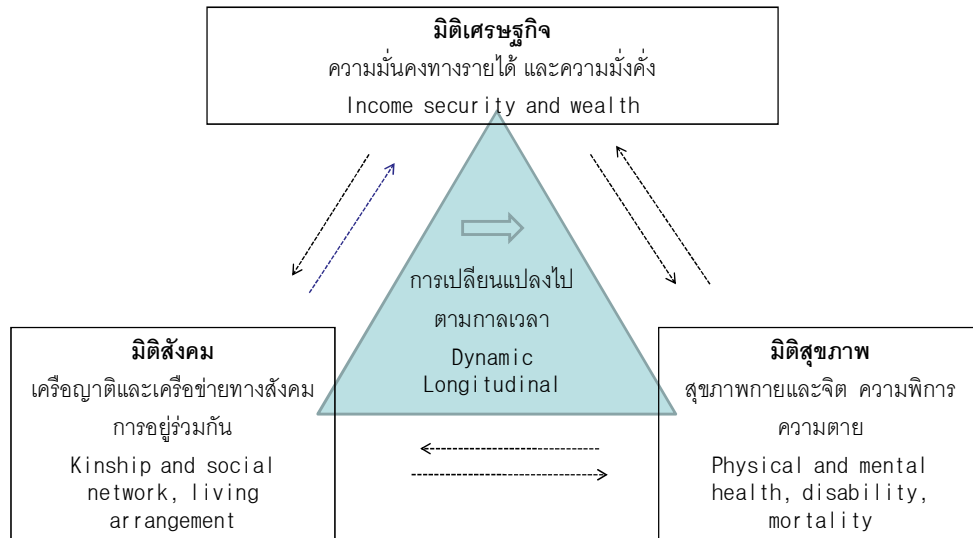 มิติเศรษฐกิจ
ความมั่นคงทางรายได้ และความมั่งคั่ง
Income security and wealth
การเปลี่ยนแปลงไป
ตามกาลเวลา
Dynamic
Longitudinal
มิติสังคม
เครือญาติและเครือข่ายทางสังคม
การอยู่ร่วมกัน
Kinship and social
network, living
arrangement
มิติสุขภาพ
สุขภาพกายและจิต ความพิการ
ความตาย
Physical and mental
health, disability,
mortality